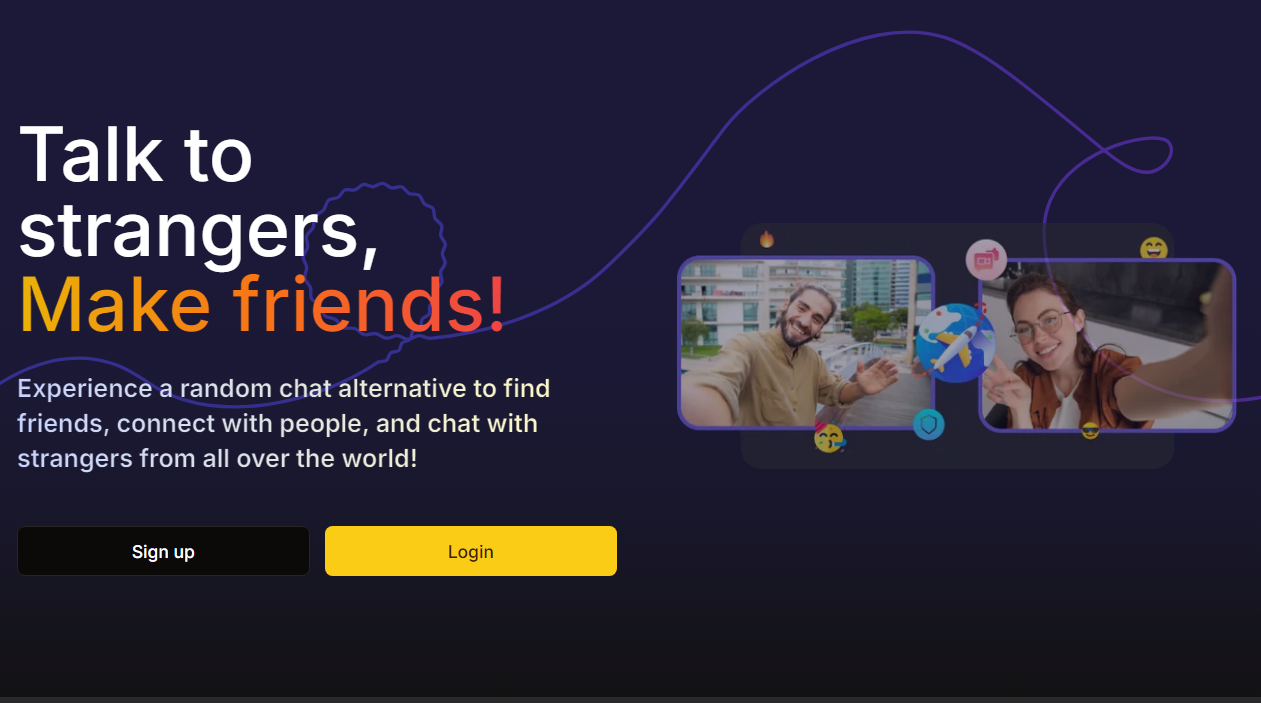 Talk to
strangers,
Make friends!
Experience a random chat alternative to find
friends, connect with people, and chat with
strangers from all over the world!
Sign up
Login